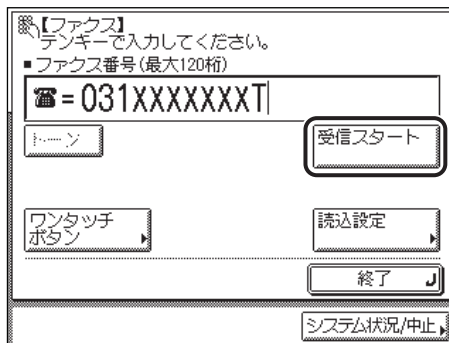 【ファクス】
テンキーで入力してください。
■ファクス番号(最大120桁)
☎=031XXXXXXXT
トーン
受信スタート
ワンタッチ
ボタン
読込設定
終了
システム状況/中止